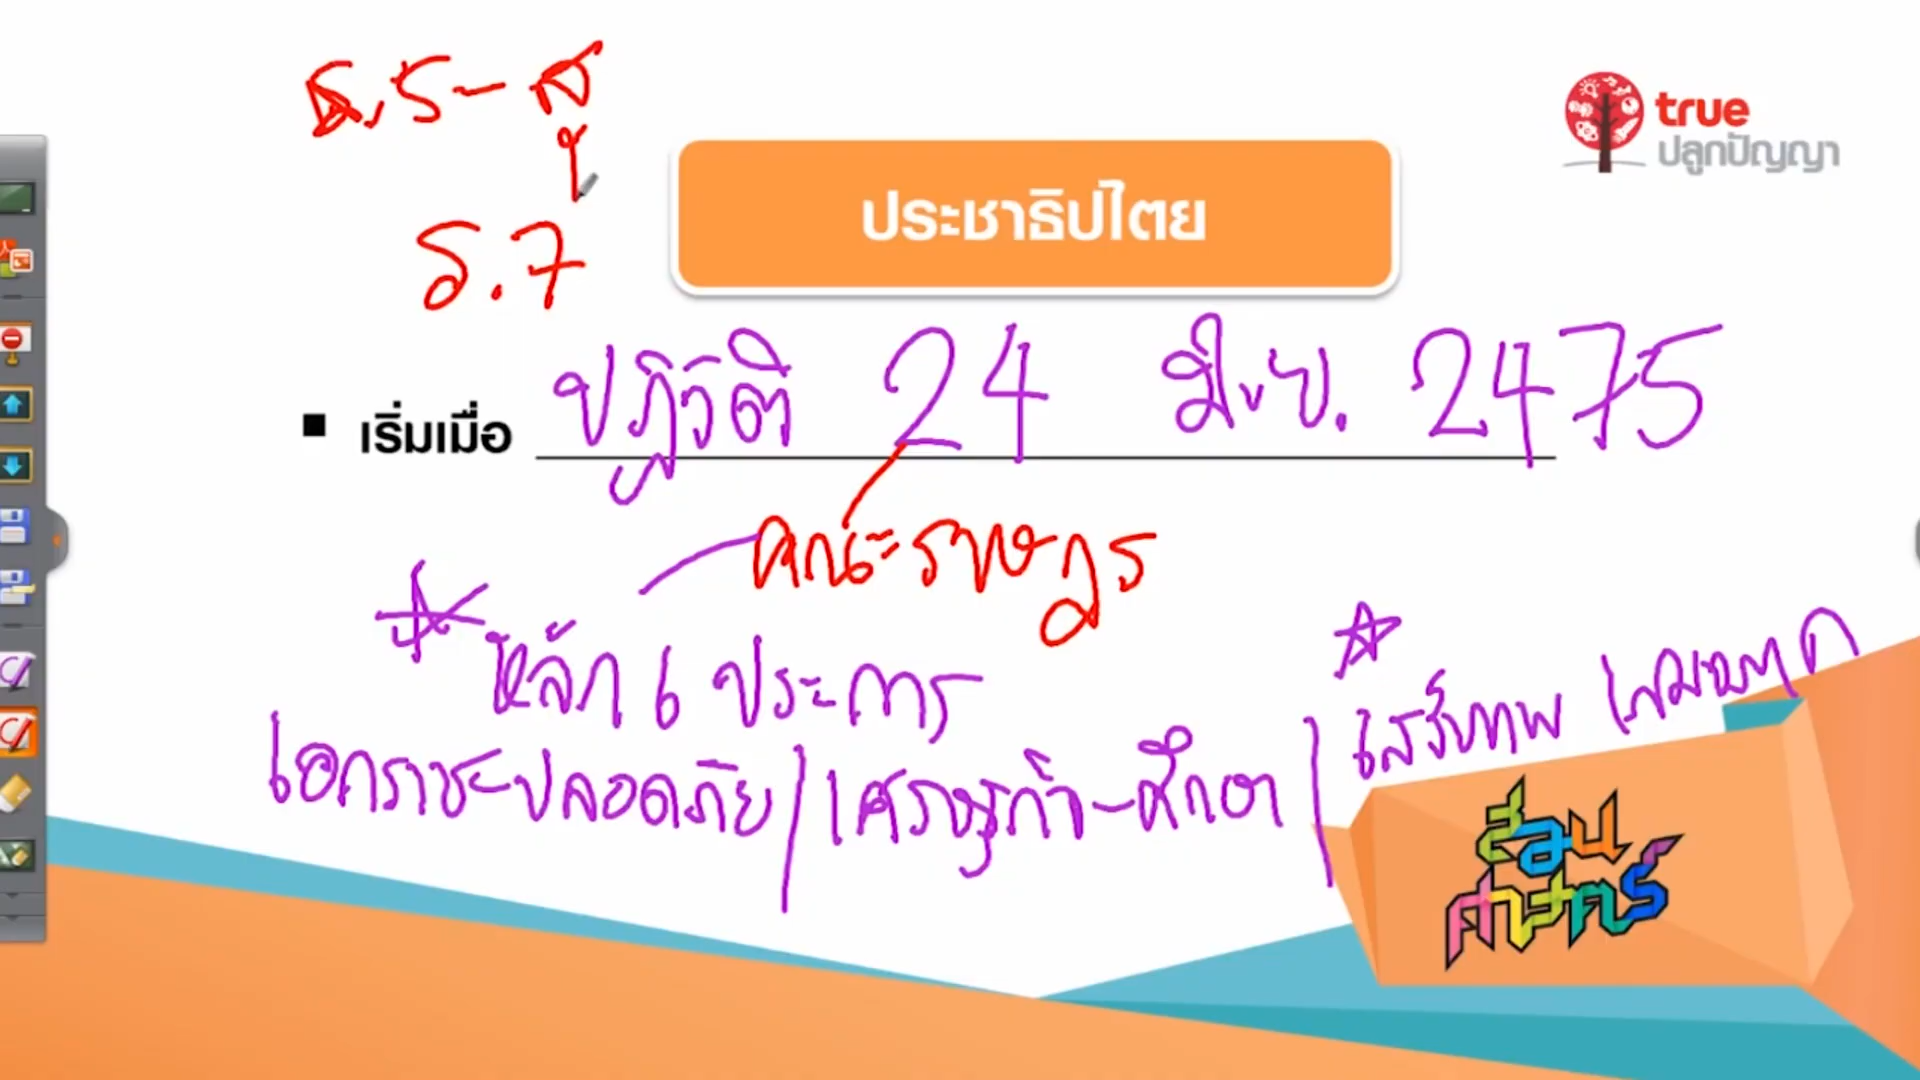 ร.5 - ส
ร.7
true
ปลูกปัญญา
ประชาธิปไตย
เริ่มเมื่อ ปฏิวัติ 24 มิ.ย. 2475
คณะราษฎร
หลัก 6 ประการ
เอกราช-ปลอดภัย / เศรษฐกิจ-ศึกษา / เสรีภาพ เสมอภาค
สอน
ศาสตร์